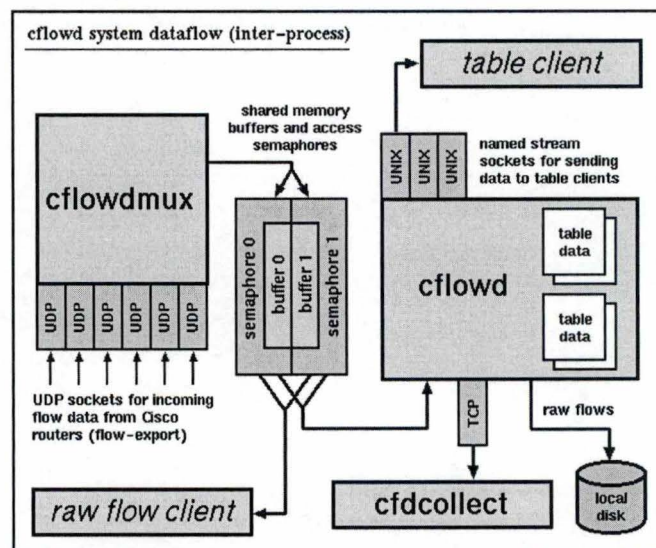 cflowd system dataflow (inter-process)
table client
shared memory
buffers and access
semaphores
cflowdmux
UDP
UDP
UDP
UDP
UDP
UDP
UDP sockets for incoming
flow data from Cisco
routers (flow-export)
semaphore 0
buffer 0
buffer 1
semaphore 1
UNIX
UNIX
UNIX
named stream
sockets for sending
data to table clients
cflowd
table
data
table
data
TCP
raw flows
raw flow client
cfdcollect
local
disk